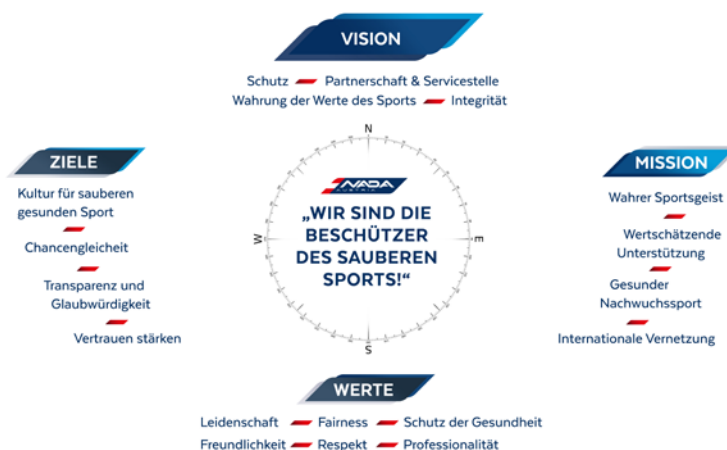 VISION
Schutz Partnerschaft & Servicestelle
Wahrung der Werte des Sports Integrität
ZIELE
Kultur für sauberen
gesunden Sport
Chancengleicheit
Transparenz und
Glaubwürdigkeit
Vertrauen stärken
N
W
E
S
NADA
AUSTRIA
„WIR SIND DIE
BESCHÜTZER
DES SAUBEREN
SPORTS!“
MISSION
Wahrer Sportsgeist
Wertschätzende
Unterstützung
Gesunder
Nachwuchssport
Internationale Vernetzung
WERTE
Leidenschaft Fairness Schutz der Gesundheit
Freundlichkeit Respekt Professionalität